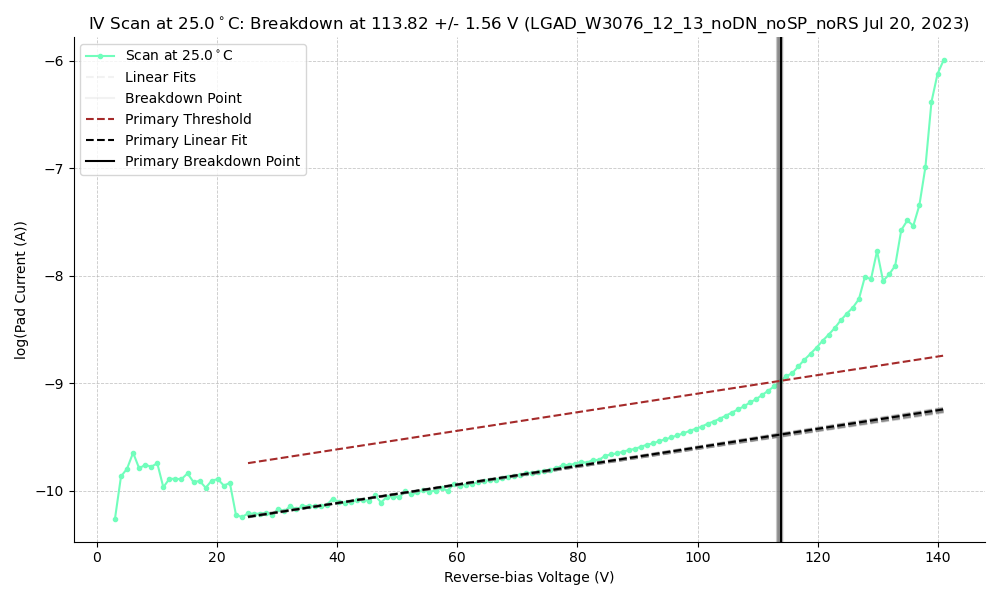 IV Scan at 25.0°C: Breakdown at 113.82 +/- 1.56 V (LGAD_W3076_12_13_noDN_noSP_noRS Jul 20, 2023)
Scan at 25.0°C
Linear Fits
Breakdown Point
Primary Threshold
Primary Linear Fit
Primary Breakdown Point
log(Pad Current (A))
−6
−7
−8
−9
−10
0 20 40 60 80 100 120 140
Reverse-bias Voltage (V)